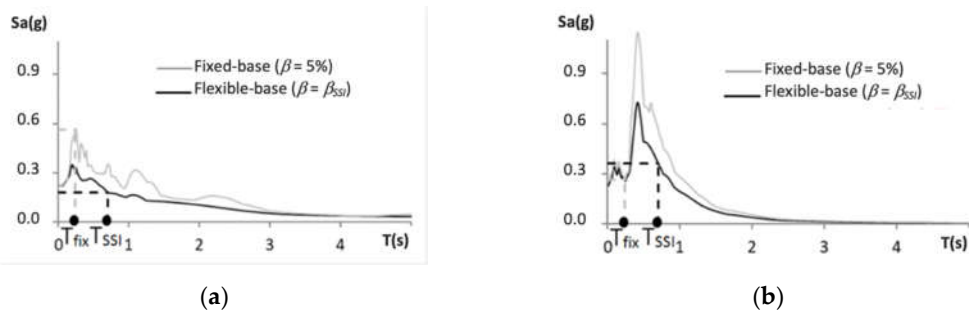 Sa(g)
0.9
0.6
0.3
0.0
Fixed-base (β = 5%)
Flexible-base (β = βSSI)
0 Tfix TSSI 1 2 3 4 T(s)
(a)
Sa(g)
0.9
0.6
0.3
0.0
Fixed-base (β = 5%)
Flexible-base (β = βSSI)
0 Tfix TSSI 1 2 3 4 T(s)
(b)